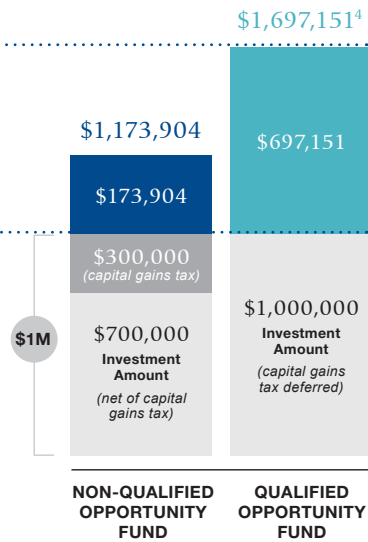 $1,697,151⁴
$1,173,904
$697,151
$173,904
$300,000
(capital gains tax)
$1M
$700,000
Investment
Amount
(net of capital
gains tax)
$1,000,000
Investment
Amount
(capital gains
tax deferred)
NON-QUALIFIED
OPPORTUNITY
FUND
QUALIFIED
OPPORTUNITY
FUND